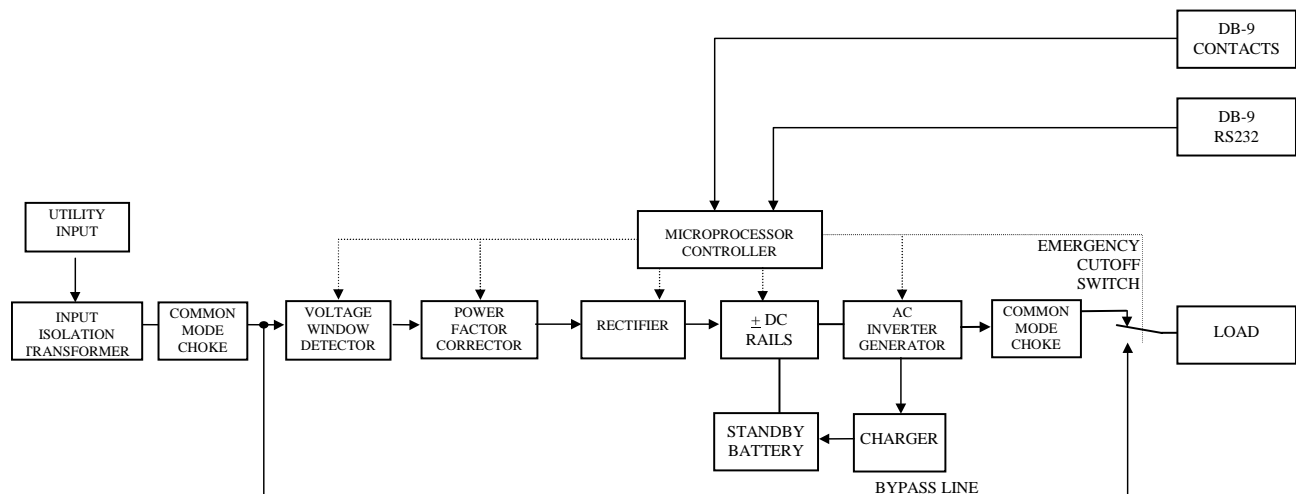 DB-9
CONTACTS
DB-9
RS232
UTILITY
INPUT
MICROPROCESSOR
CONTROLLER
EMERGENCY
CUTOFF
SWITCH
INPUT
ISOLATION
TRANSFORMER
COMMON
MODE
CHOKE
VOLTAGE
WINDOW
DETECTOR
POWER
FACTOR
CORRECTOR
RECTIFIER
± DC
RAILS
AC
INVERTER
GENERATOR
COMMON
MODE
CHOKE
LOAD
STANDBY
BATTERY
CHARGER
BYPASS LINE